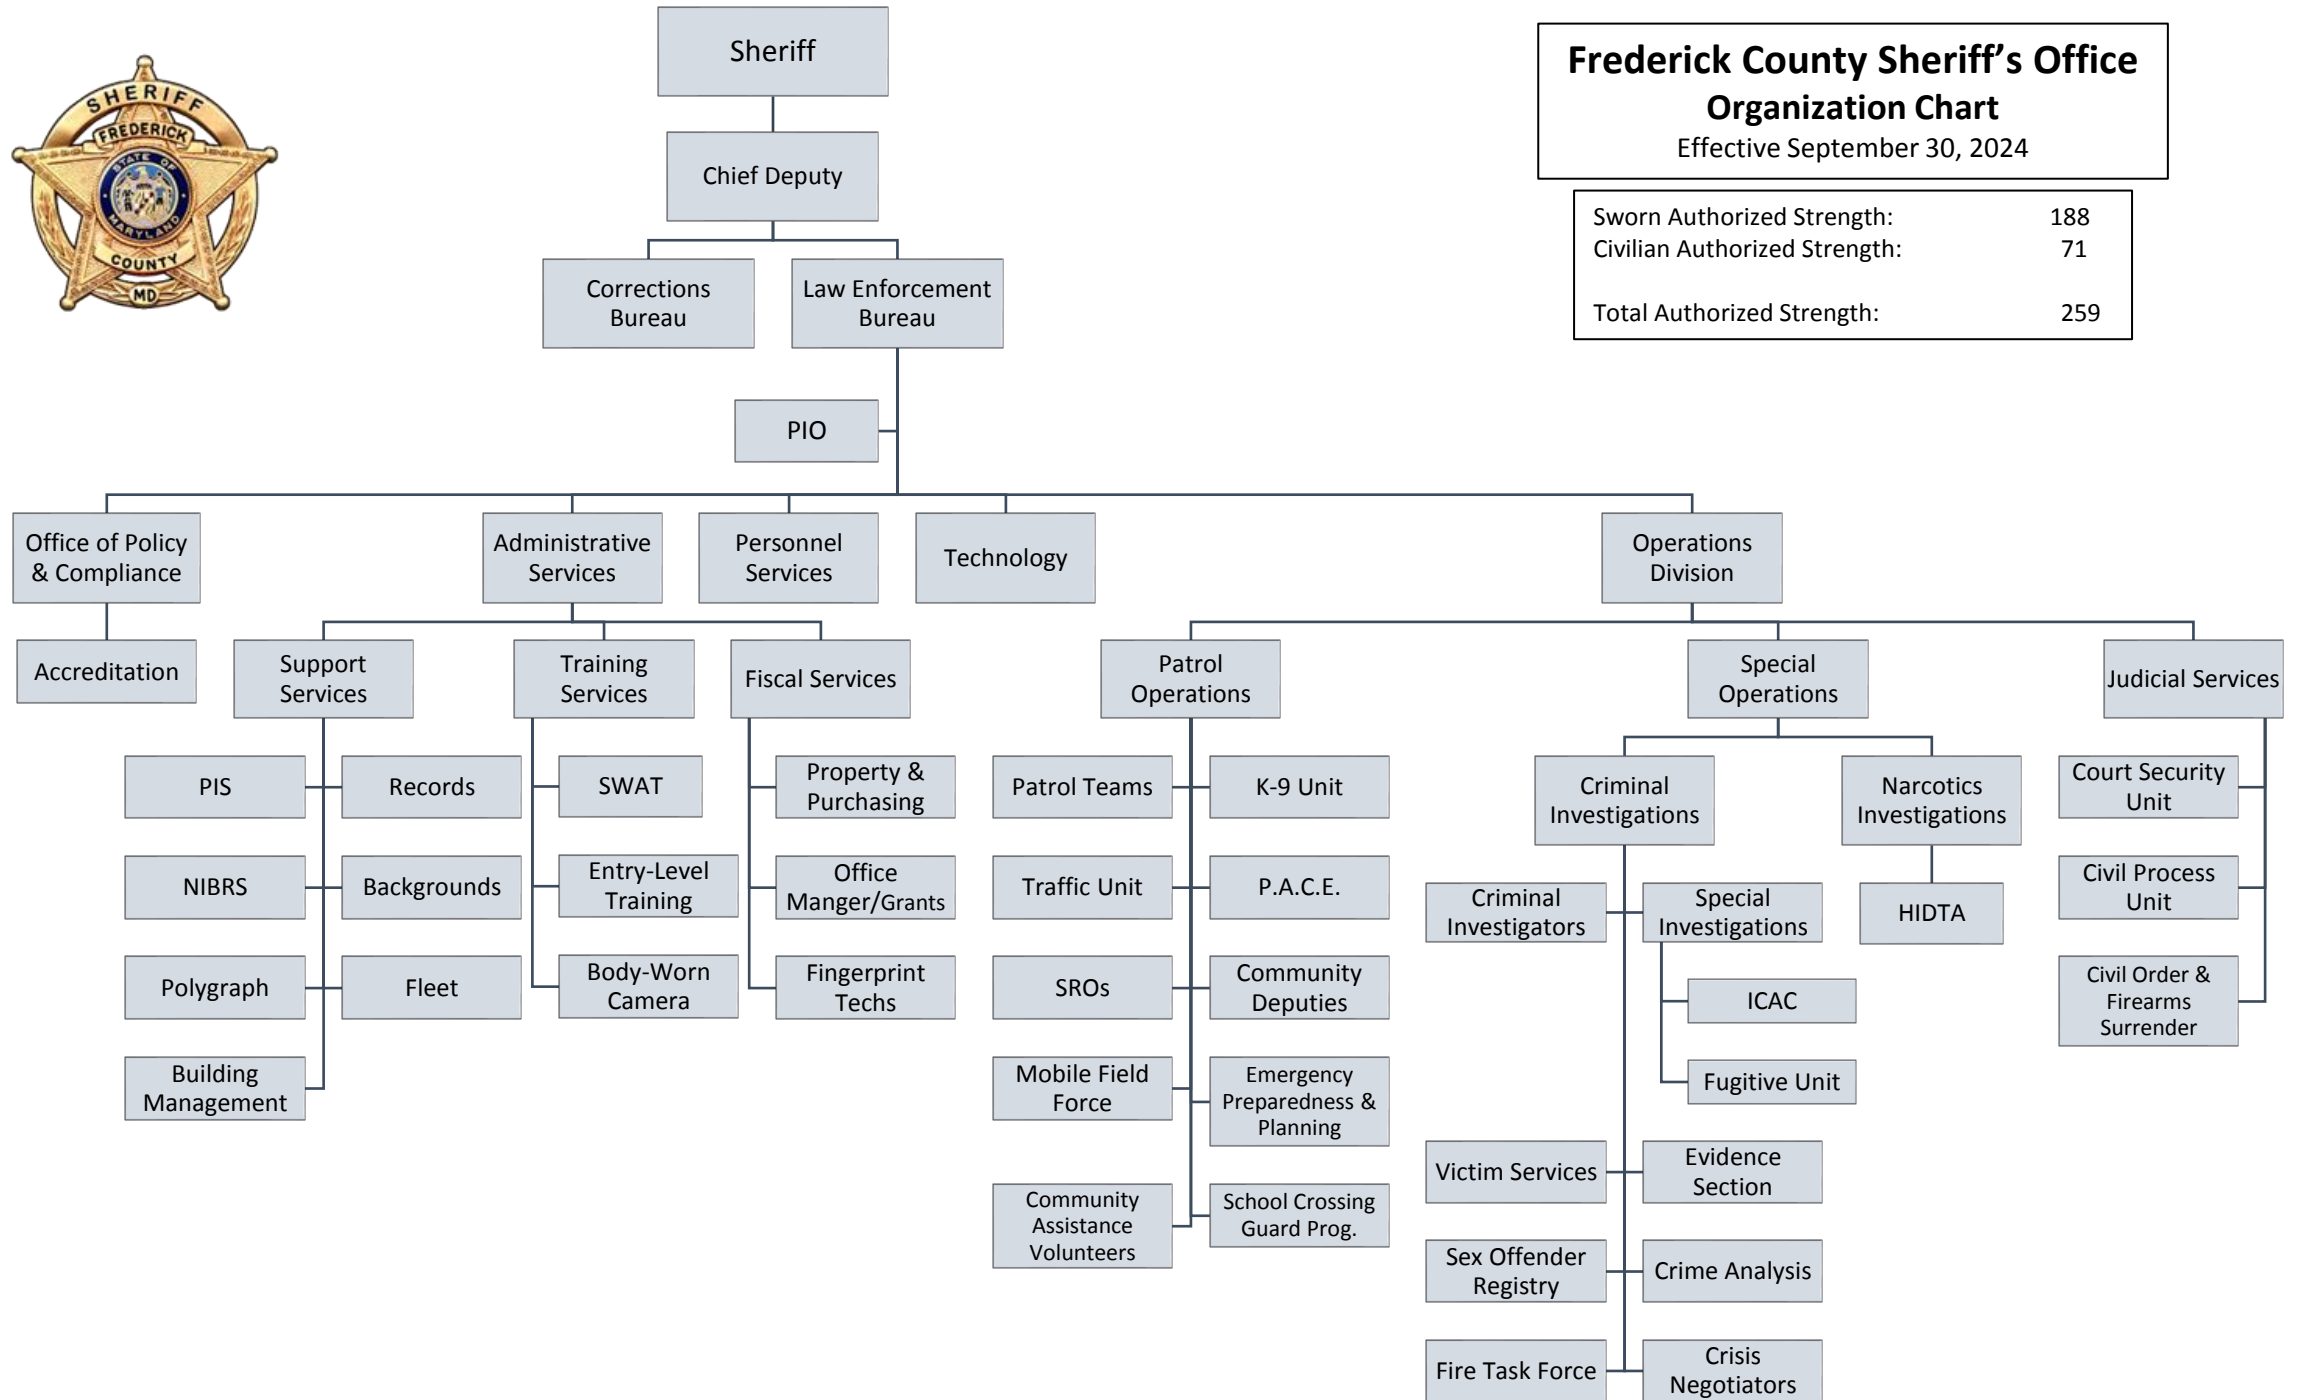 Sheriff
Frederick County Sheriff’s Office
Organization Chart
Effective September 30, 2024
SHERIFF
FREDERICK
STATE OF
MARYLAND
COUNTY
MD
Chief Deputy
Sworn Authorized Strength: 188
Civilian Authorized Strength: 71
Total Authorized Strength: 259
Corrections
Bureau
Law Enforcement
Bureau
PIO
Office of Policy
& Compliance
Administrative
Services
Personnel
Services
Technology
Operations
Division
Accreditation
Support
Services
Training
Services
Fiscal Services
Patrol
Operations
Special
Operations
Judicial Services
PIS
Records
NIBRS
Backgrounds
Polygraph
Fleet
Building
Management
SWAT
Entry-Level
Training
Body-Worn
Camera
Property &
Purchasing
Office
Manger/Grants
Fingerprint
Techs
Patrol Teams
K-9 Unit
Traffic Unit
P.A.C.E.
SROs
Community
Deputies
Mobile Field
Force
Emergency
Preparedness &
Planning
Community
Assistance
Volunteers
School Crossing
Guard Prog.
Criminal
Investigations
Narcotics
Investigations
Criminal
Investigators
Special
Investigations
HIDTA
ICAC
Fugitive Unit
Victim Services
Evidence
Section
Sex Offender
Registry
Crime Analysis
Fire Task Force
Crisis
Negotiators
Court Security
Unit
Civil Process
Unit
Civil Order &
Firearms
Surrender